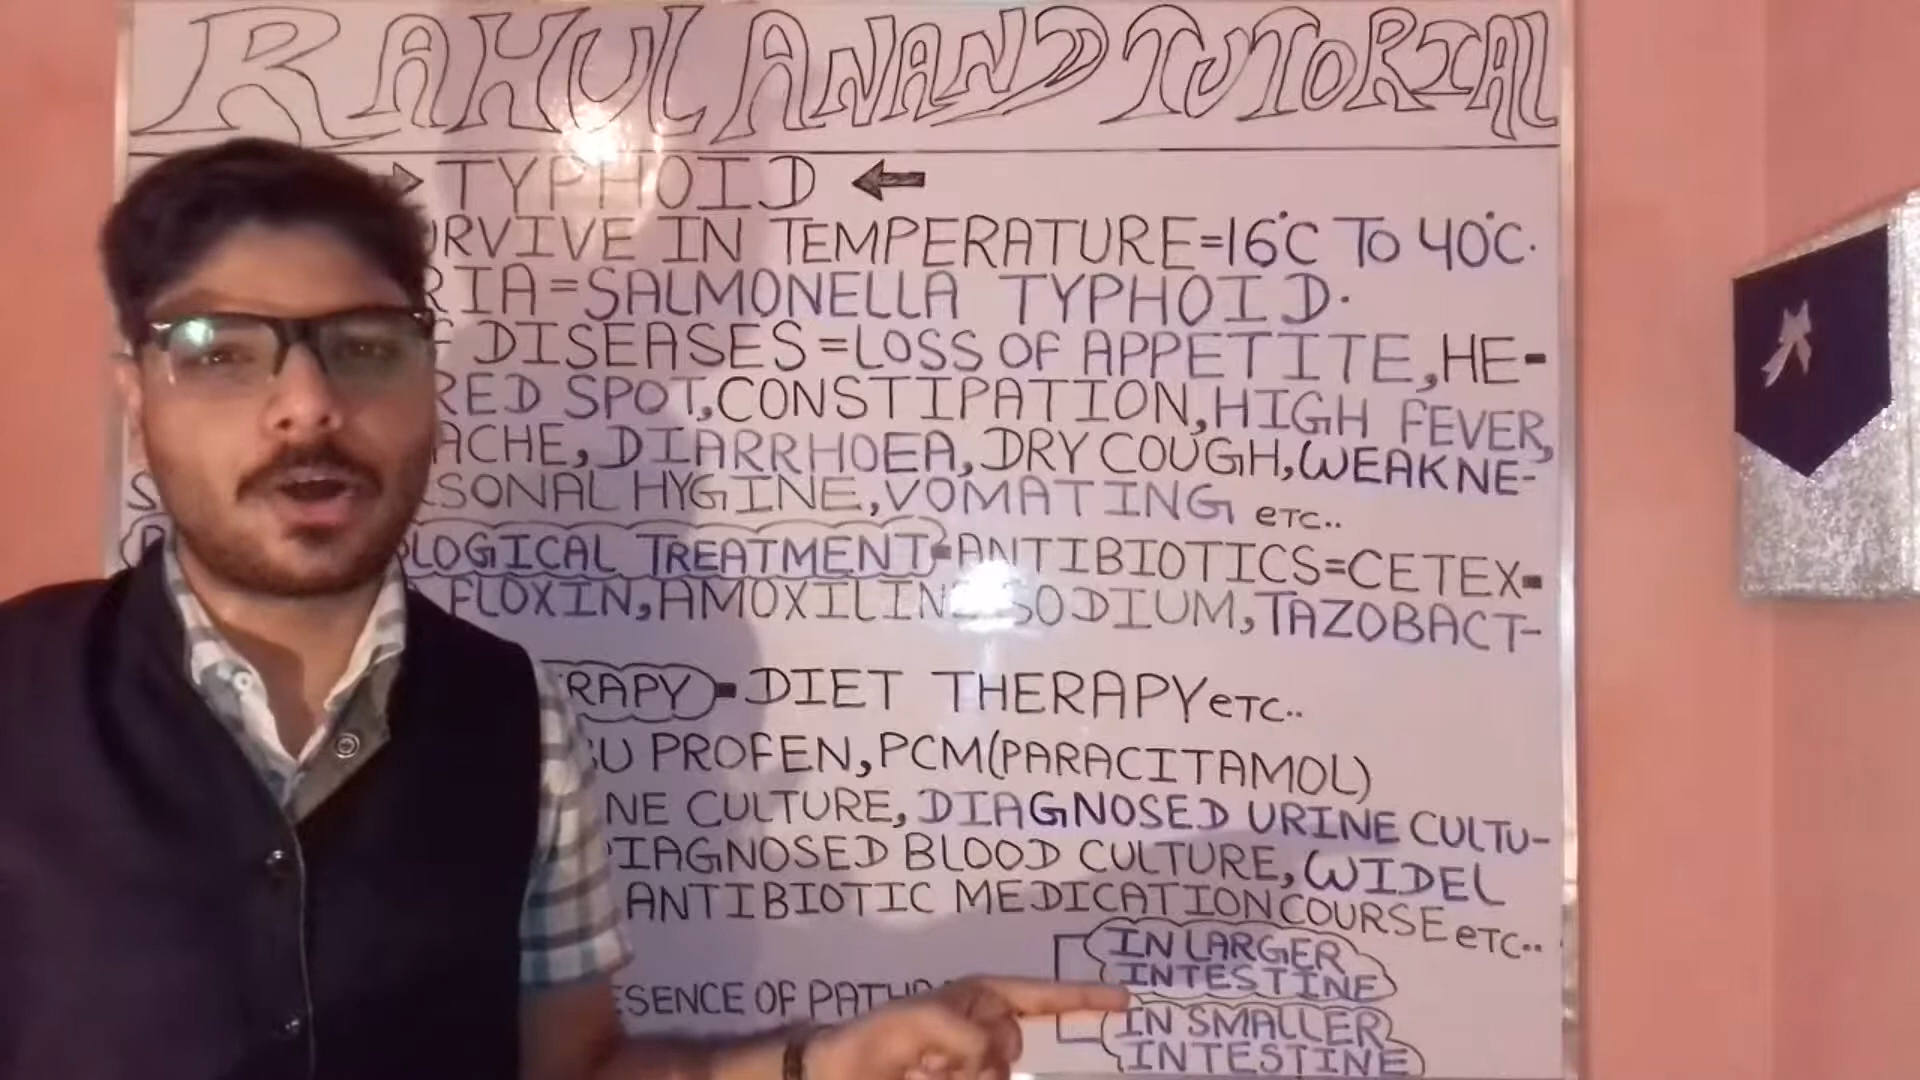 RAHUL ANAND TUTORIAL
TYPHOID
RVIVE IN TEMPERATURE=16°C TO 40°C.
RIA=SALMONELLA TYPHOID.
DISEASES=LOSS OF APPETITE,HE-
RED SPOT,CONSTIPATION,HIGH FEVER,
ACHE,DIARRHOEA,DRY COUGH,WEAKNE-
SONAL HYGINE,VOMATING etc..
LOGICAL TREATMENT-ANTIBIOTICS=CETEX-
FLOXIN,AMOXILIN SODIUM,TAZOBACT-
RAPY-DIET THERAPY etc..
U PROFEN,PCM(PARACITAMOL)
NE CULTURE,DIAGNOSED URINE CULTU-
IAGNOSED BLOOD CULTURE,WIDEL
ANTIBIOTIC MEDICATION COURSE etc..
ESENCE OF
IN LARGER
INTESTINE
IN SMALLER
INTESTINE